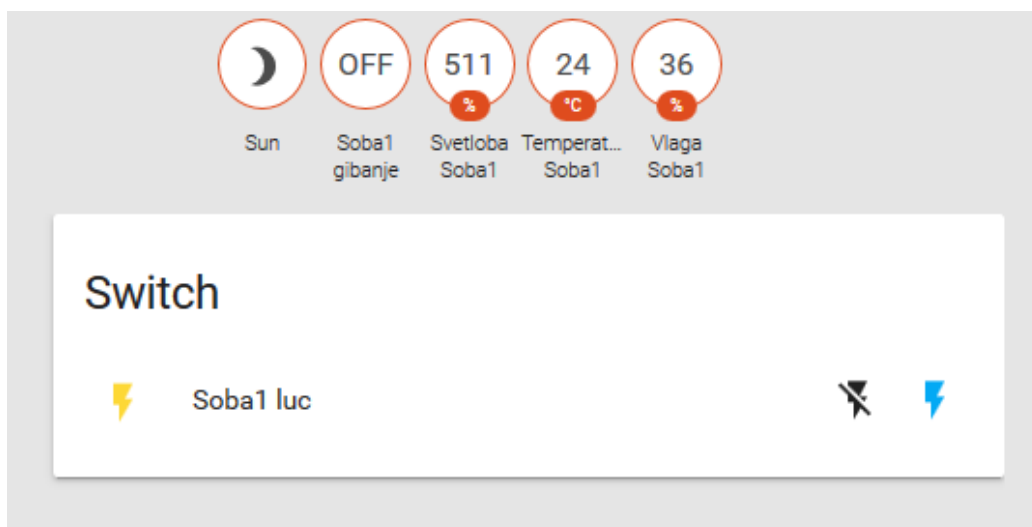 OFF 511 24 36
% °C % 
Sun Soba1 Svetloba Temperat... Vlaga
gibanje Soba1 Soba1 Soba1
Switch
Soba1 luc